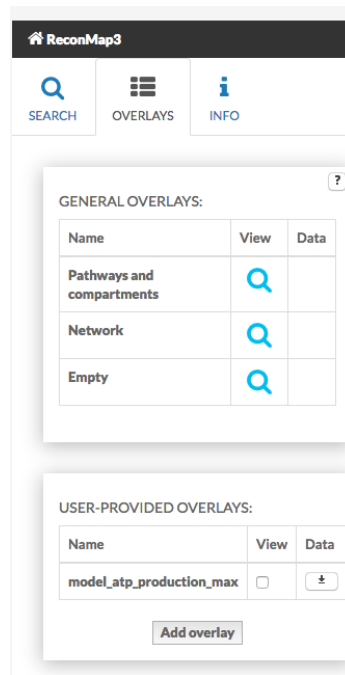 ReconMap3
SEARCH OVERLAYS INFO
?
GENERAL OVERLAYS:
Name View Data
Pathways and
compartments
Network
Empty
USER-PROVIDED OVERLAYS:
Name View Data
model_atp_production_max
Add overlay